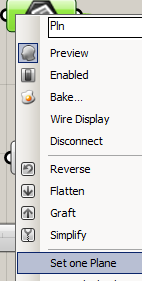 Pln
Preview
Enabled
Bake...
Wire Display
Disconnect
Reverse
Flatten
Graft
Simplify
Set one Plane